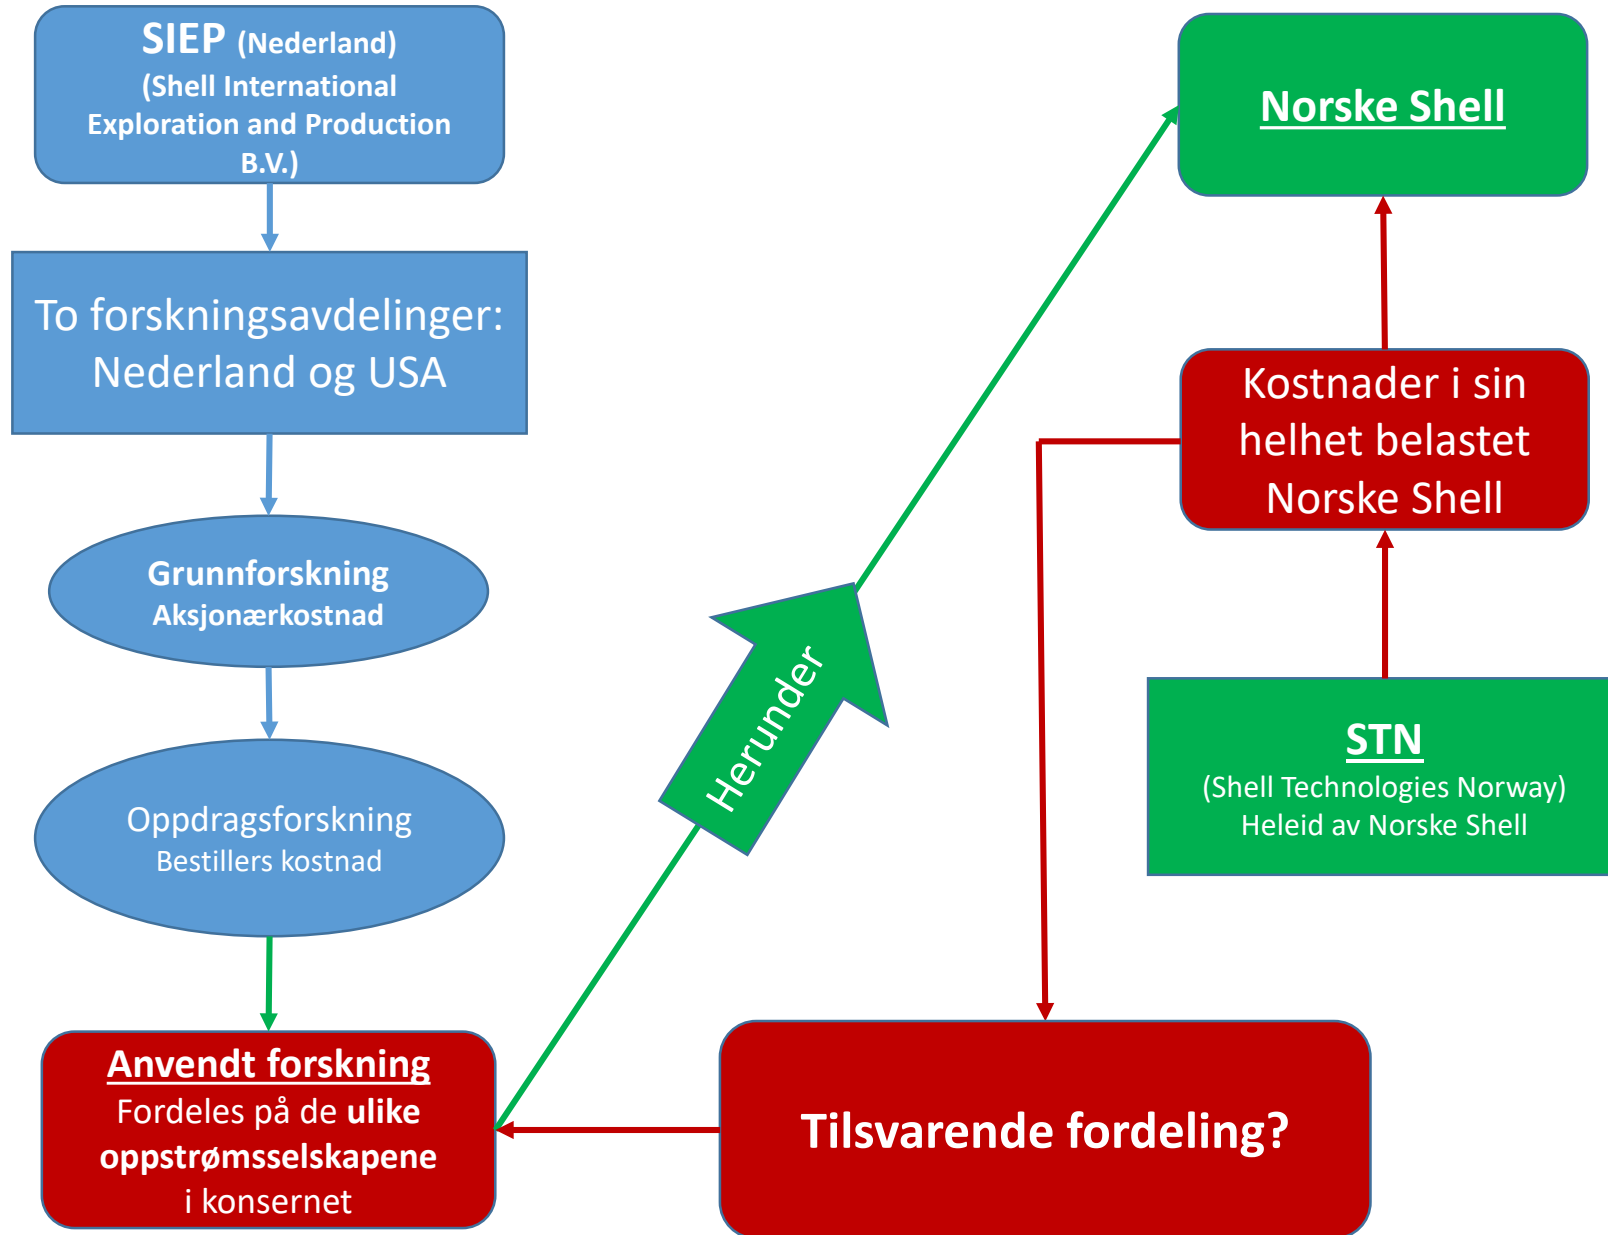 SIEP (Nederland)
(Shell International
Exploration and Production
B.V.)
To forskningsavdelinger:
Nederland og USA
Grunnforskning
Aksjonærkostnad
Oppdragsforskning
Bestillers kostnad
Anvendt forskning
Fordeles på de ulike
oppstrømsselskapene
i konsernet
Herunder
Norske Shell
Kostnader i sin
helhet belastet
Norske Shell
STN
(Shell Technologies Norway)
Heleid av Norske Shell
Tilsvarende fordeling?